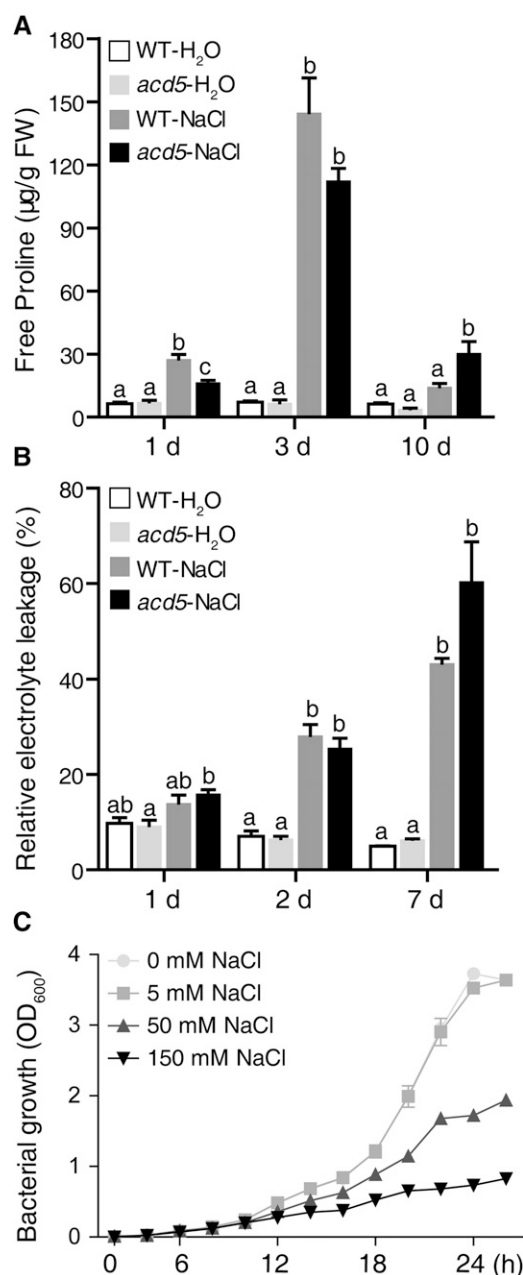 A
180
150
120
90
60
30
0
Free Proline (µg/g FW)
WT-H₂O
acd5-H₂O
WT-NaCl
acd5-NaCl
a a b c
a a b b
a a a b
1 d 3 d 10 d
B
80
60
40
20
0
Relative electrolyte leakage (%)
WT-H₂O
acd5-H₂O
WT-NaCl
acd5-NaCl
ab a ab b
a a b b
a a b b
1 d 2 d 7 d
C
4
3
2
1
0
Bacterial growth (OD₆₀₀)
0 mM NaCl
5 mM NaCl
50 mM NaCl
150 mM NaCl
0 6 12 18 24 (h)